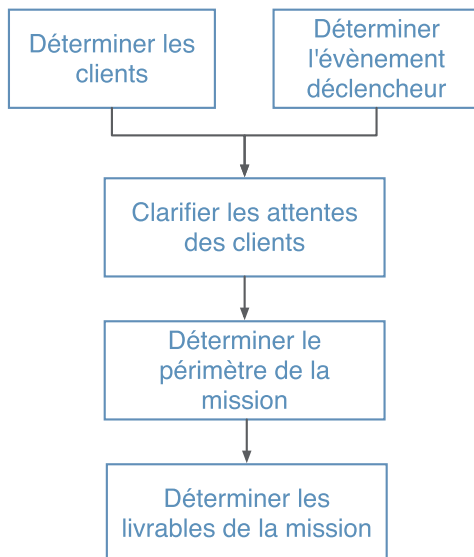 Déterminer les
clients
Déterminer
l'évènement
déclencheur
Clarifier les attentes
des clients
Déterminer le
périmètre de la
mission
Déterminer les
livrables de la mission